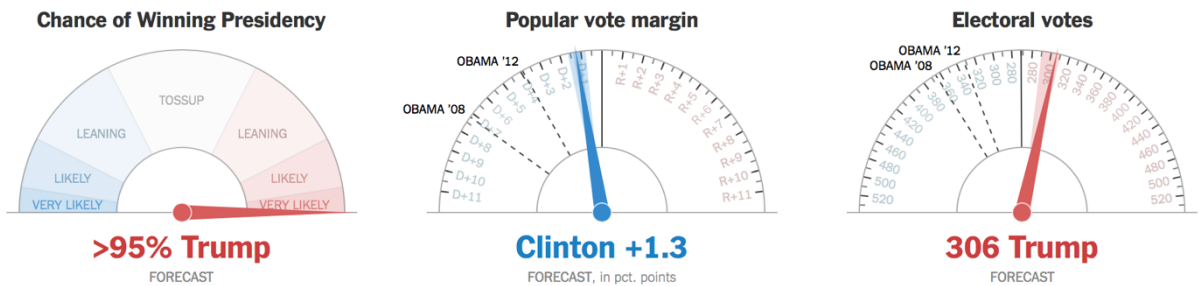 Chance of Winning Presidency
TOSSUP
LEANING
LEANING
LIKELY
LIKELY
VERY LIKELY
VERY LIKELY
>95% Trump
FORECAST
Popular vote margin
OBAMA '12
OBAMA '08
D+11
D+10
D+9
D+8
D+7
D+6
D+5
D+3
D+2
R+1
R+2
R+3
R+4
R+5
R+6
R+7
R+8
R+9
R+10
R+11
Clinton +1.3
FORECAST, in pct. points
Electoral votes
OBAMA '12
OBAMA '08
520
500
480
460
440
420
400
380
360
340
320
300
280
280
300
320
340
360
380
400
420
440
460
480
500
520
306 Trump
FORECAST